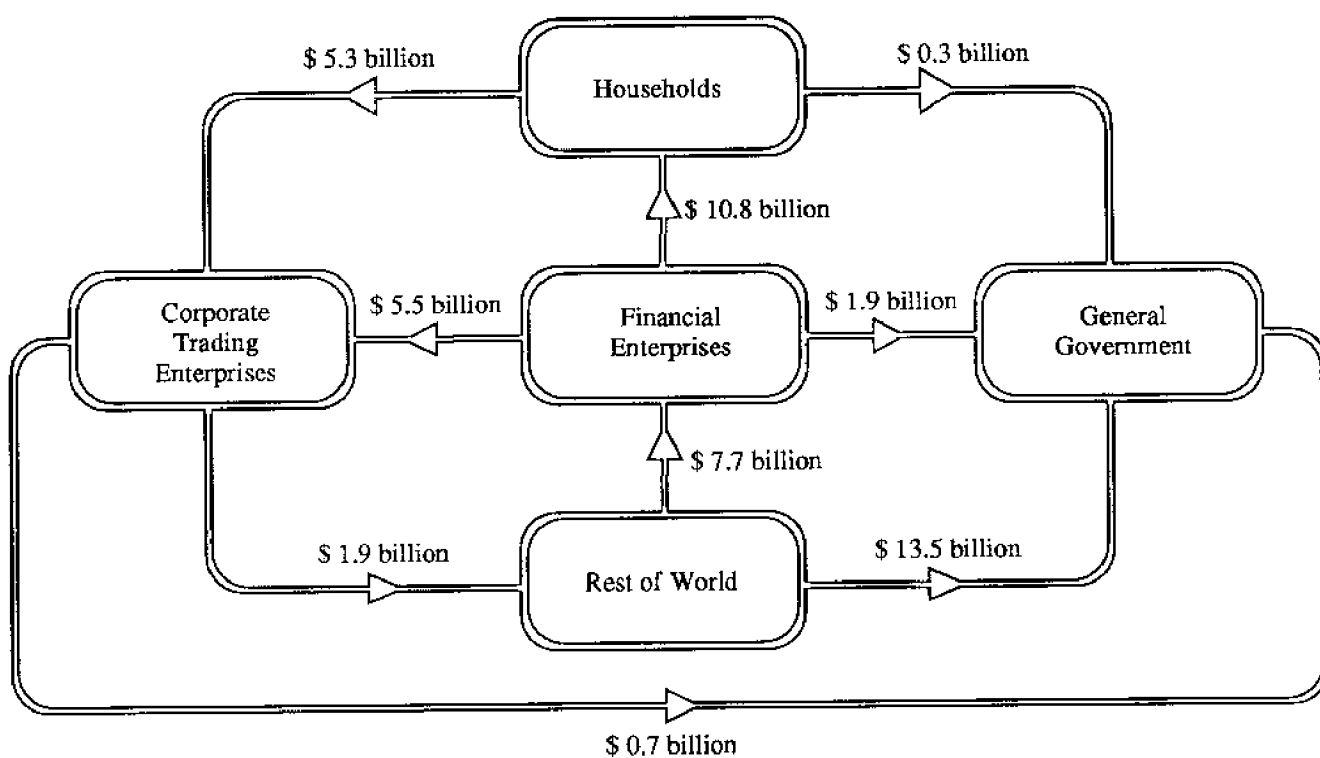 $ 5.3 billion
$ 0.3 billion
Households
$ 10.8 billion
Corporate
Trading
Enterprises
$ 5.5 billion
Financial
Enterprises
$ 1.9 billion
General
Government
$ 7.7 billion
$ 1.9 billion
Rest of World
$ 13.5 billion
$ 0.7 billion